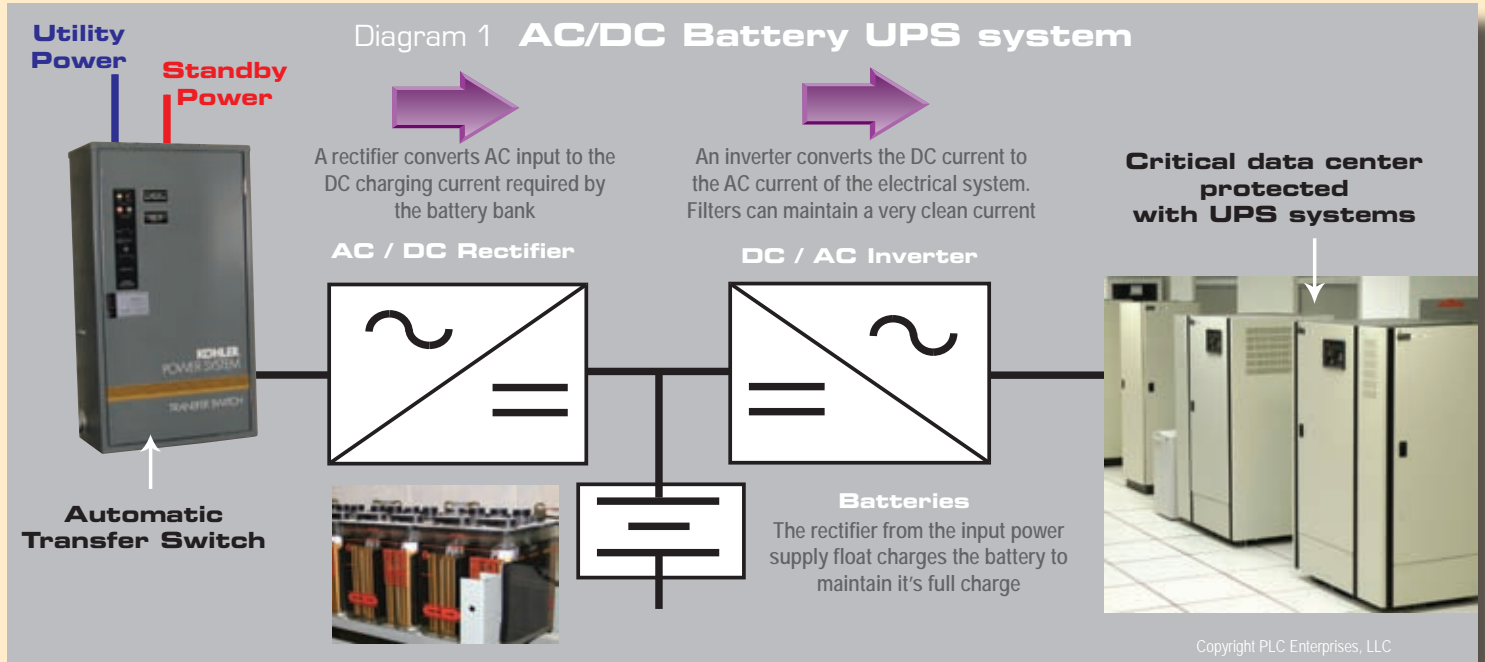 Diagram 1 AC/DC Battery UPS system
Utility
Power
Standby
Power
A rectifier converts AC input to the
DC charging current required by
the battery bank
An inverter converts the DC current to
the AC current of the electrical system.
Filters can maintain a very clean current
Critical data center
protected
with UPS systems
AC / DC Rectifier
DC / AC Inverter
KOHLER
POWER SYSTEM
TRANSFER SWITCH
Automatic
Transfer Switch
Batteries
The rectifier from the input power
supply float charges the battery to
maintain it's full charge
Copyright PLC Enterprises, LLC